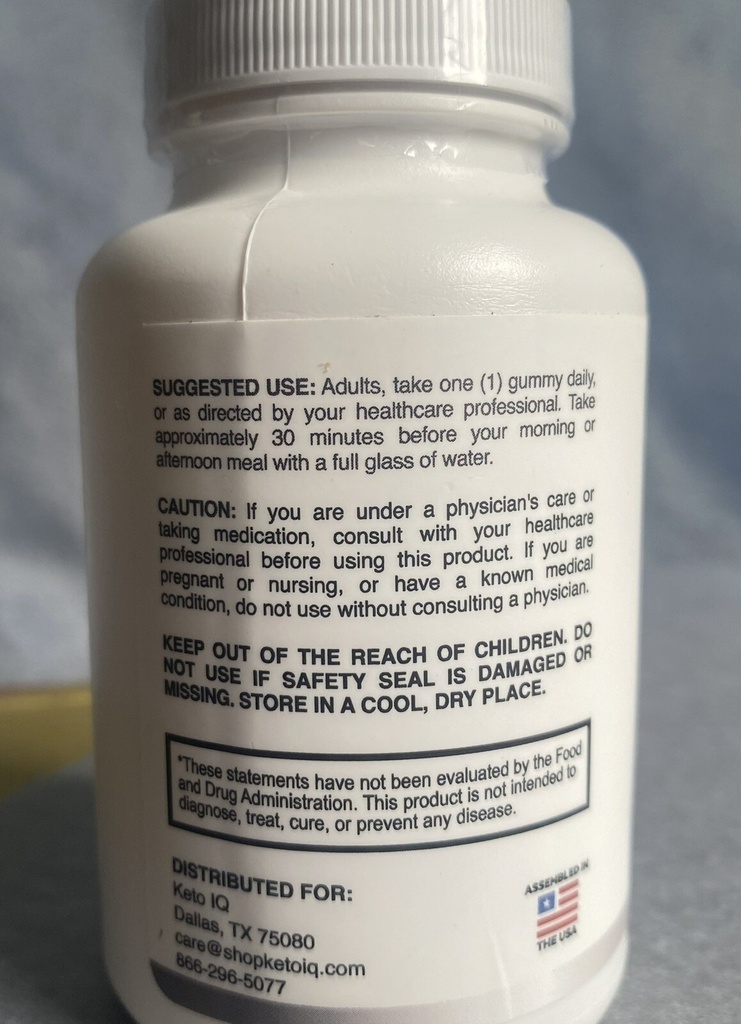 SUGGESTED USE: Adults, take one (1) gummy daily,
or as directed by your healthcare professional. Take
approximately 30 minutes before your morning or
afternoon meal with a full glass of water.
CAUTION: If you are under a physician's care or
taking medication, consult with your healthcare
professional before using this product. If you are
pregnant or nursing, or have a known medical
condition, do not use without consulting a physician.
KEEP OUT OF THE REACH OF CHILDREN. DO
NOT USE IF SAFETY SEAL IS DAMAGED OR
MISSING. STORE IN A COOL, DRY PLACE.
*These statements have not been evaluated by the Food
and Drug Administration. This product is not intended to
diagnose, treat, cure, or prevent any disease.
DISTRIBUTED FOR:
Keto IQ
Dallas, TX 75080
care@shopketoiq.com
866-296-5077
ASSEMBLED IN
THE USA